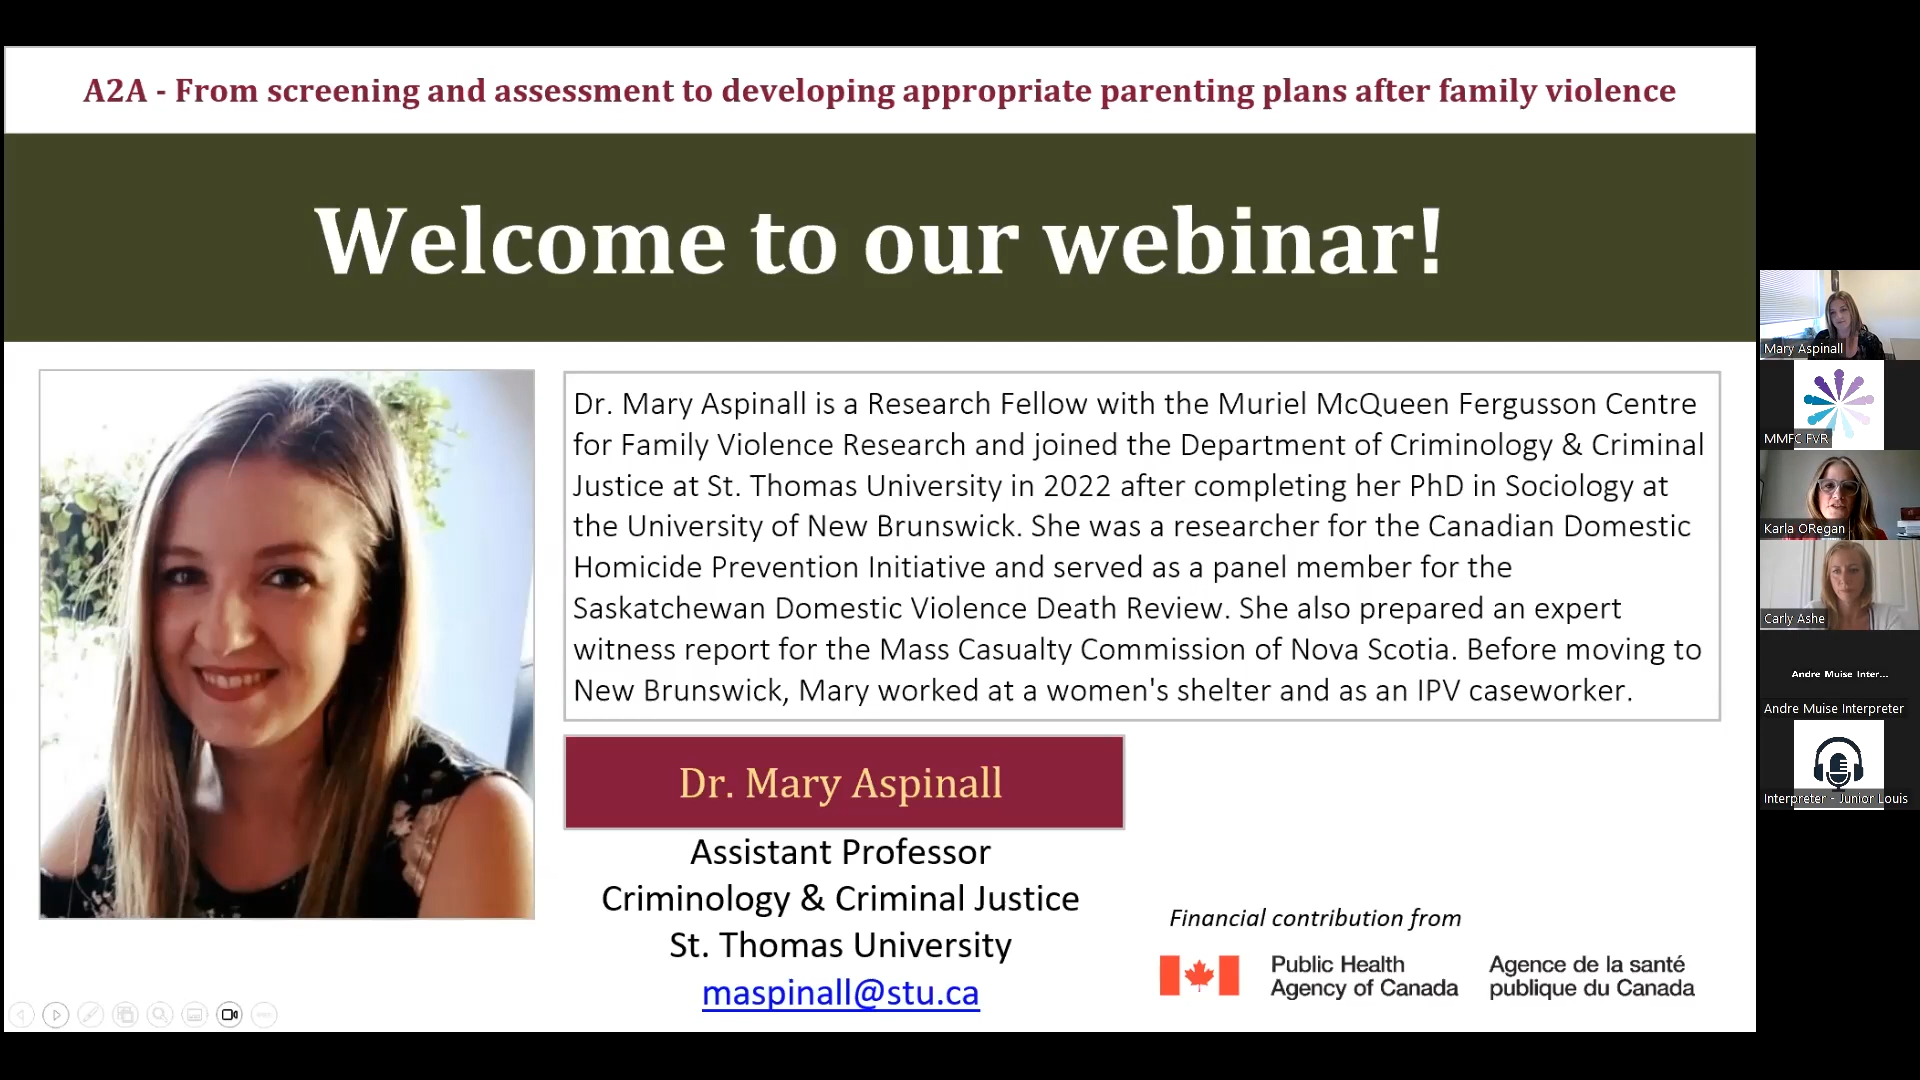 A2A - From screening and assessment to developing appropriate parenting plans after family violence
Welcome to our webinar!
Dr. Mary Aspinall is a Research Fellow with the Muriel McQueen Fergusson Centre
for Family Violence Research and joined the Department of Criminology & Criminal
Justice at St. Thomas University in 2022 after completing her PhD in Sociology at
the University of New Brunswick. She was a researcher for the Canadian Domestic
Homicide Prevention Initiative and served as a panel member for the
Saskatchewan Domestic Violence Death Review. She also prepared an expert
witness report for the Mass Casualty Commission of Nova Scotia. Before moving to
New Brunswick, Mary worked at a women's shelter and as an IPV caseworker.
Dr. Mary Aspinall
Assistant Professor
Criminology & Criminal Justice
St. Thomas University
maspinall@stu.ca
Financial contribution from
Public Health
Agency of Canada
Agence de la santé
publique du Canada
Mary Aspinall
MMFC FVR
Karla ORegan
Carly Ashe
Andre Muise Inter...
Andre Muise Interpreter
Interpreter - Junior Louis